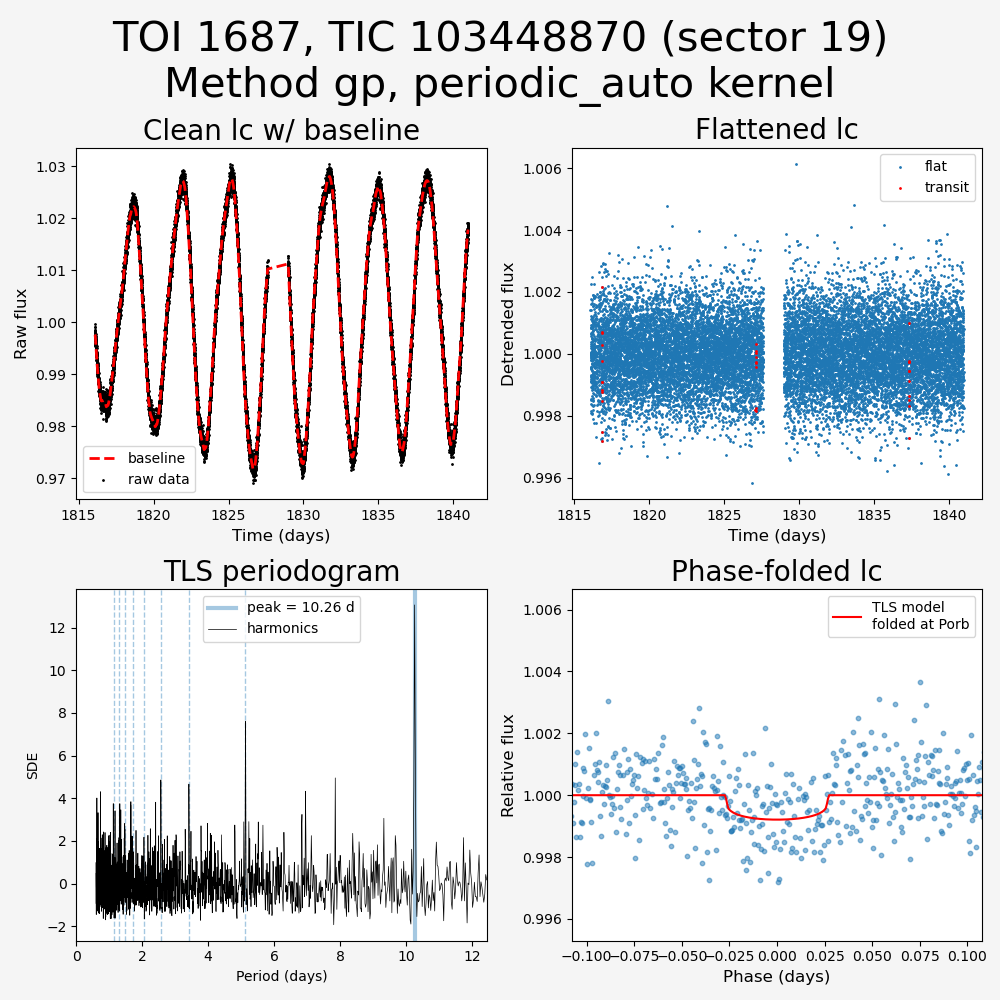 TOI 1687, TIC 103448870 (sector 19)
Method gp, periodic_auto kernel
Clean lc w/ baseline
1.03
1.02
1.01
1.00
0.99
0.98
0.97
Raw flux
baseline
raw data
1815
1820
1825
1830
1835
1840
Time (days)
Flattened lc
1.006
1.004
1.002
1.000
0.998
0.996
Detrended flux
flat
transit
1815
1820
1825
1830
1835
1840
Time (days)
TLS periodogram
12
10
8
6
4
2
0
−2
SDE
peak = 10.26 d
harmonics
0
2
4
6
8
10
12
Period (days)
Phase-folded lc
1.006
1.004
1.002
1.000
0.998
0.996
Relative flux
TLS model
folded at Porb
−0.100
−0.075
−0.050
−0.025
0.000
0.025
0.050
0.075
0.100
Phase (days)